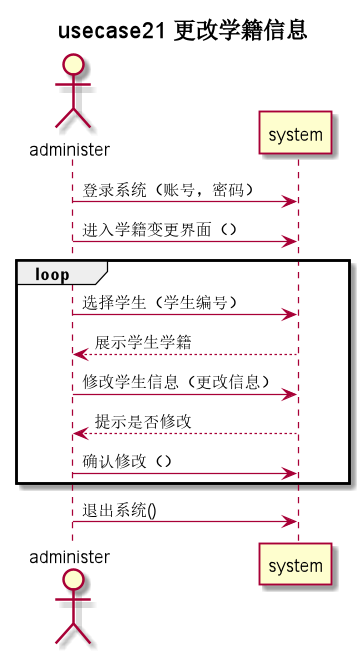 usecase21 更改学籍信息
administer
system
登录系统（账号，密码）
进入学籍变更界面（）
loop
选择学生（学生编号）
展示学生学籍
修改学生信息（更改信息）
提示是否修改
确认修改（）
退出系统()
administer
system